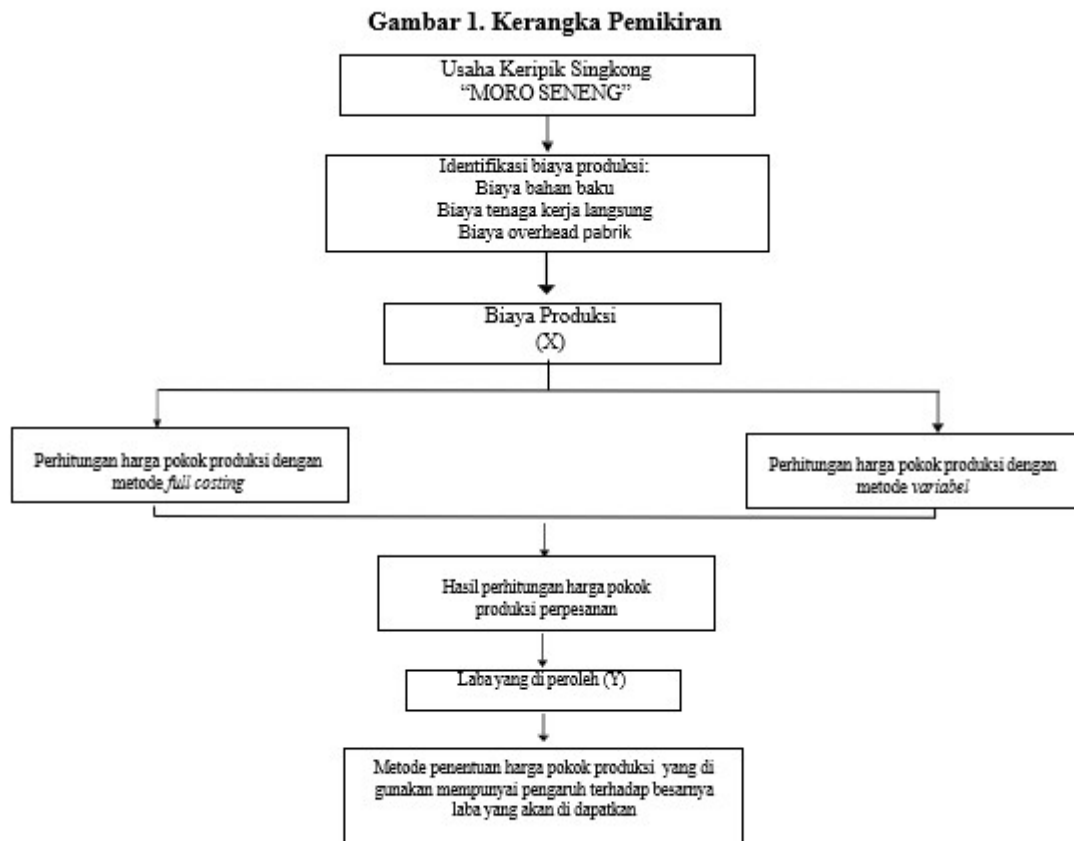 Gambar 1. Kerangka Pemikiran
Usaha Keripik Singkong
“MORO SENENG”
Identifikasi biaya produksi:
Biaya bahan baku
Biaya tenaga kerja langsung
Biaya overhead pabrik
Biaya Produksi
(X)
Perhitungan harga pokok produksi dengan
metode full costing
Perhitungan harga pokok produksi dengan
metode variabel
Hasil perhitungan harga pokok
produksi perpesanan
Laba yang di peroleh (Y)
Metode penentuan harga pokok produksi yang di
gunakan mempunyai pengaruh terhadap besarnya
laba yang akan di dapatkan